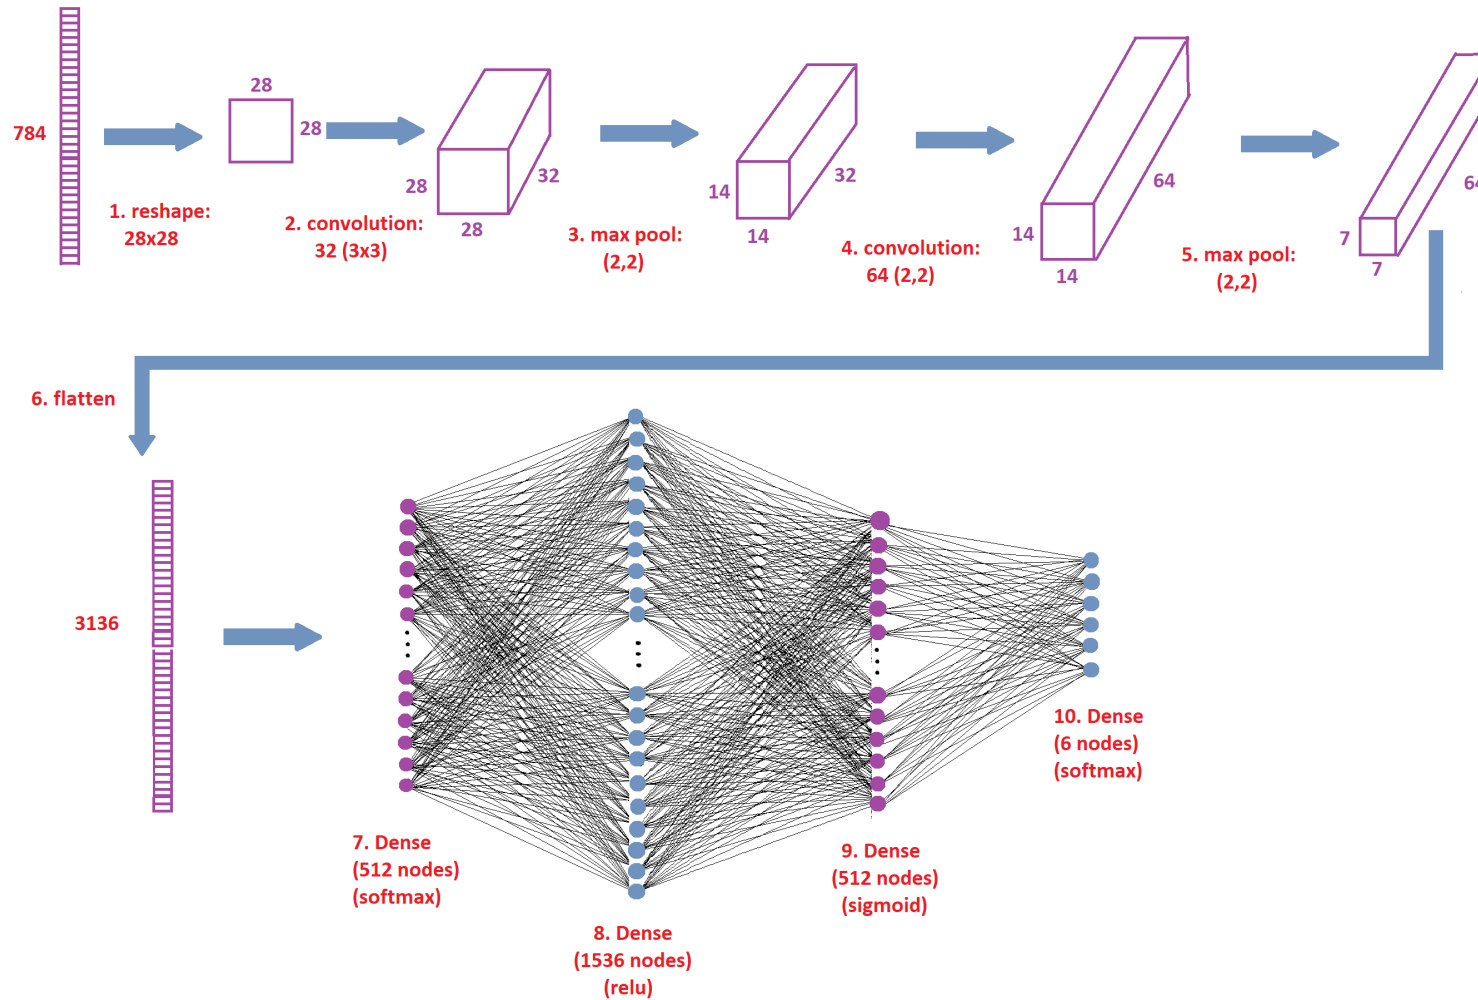 784
1. reshape:
28x28
28
28
2. convolution:
32 (3x3)
28
28
32
3. max pool:
(2,2)
14
14
32
4. convolution:
64 (2,2)
14
14
64
5. max pool:
(2,2)
7
7
64
6. flatten
3136
7. Dense
(512 nodes)
(softmax)
8. Dense
(1536 nodes)
(relu)
9. Dense
(512 nodes)
(sigmoid)
10. Dense
(6 nodes)
(softmax)